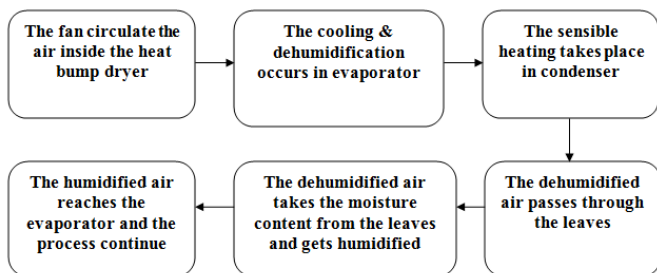 The fan circulate the
air inside the heat
bump dryer
The cooling &
dehumidification
occurs in evaporator
The sensible
heating takes place
in condenser
The dehumidified
air passes through
the leaves
The dehumidified air
takes the moisture
content from the leaves
and gets humidified
The humidified air
reaches the
evaporator and the
process continue